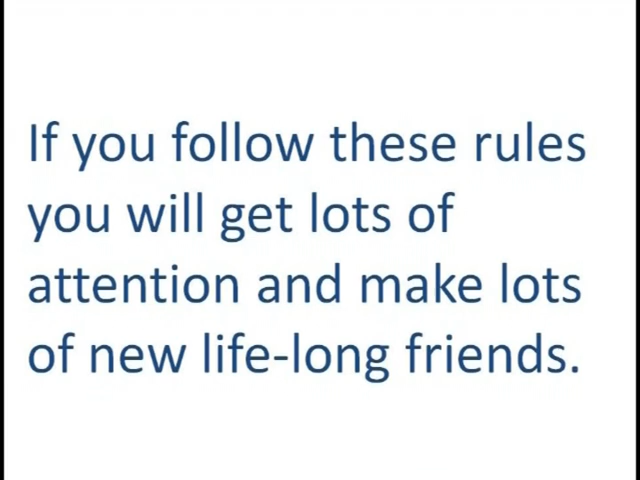 If you follow these rules
you will get lots of
attention and make lots
of new life-long friends.